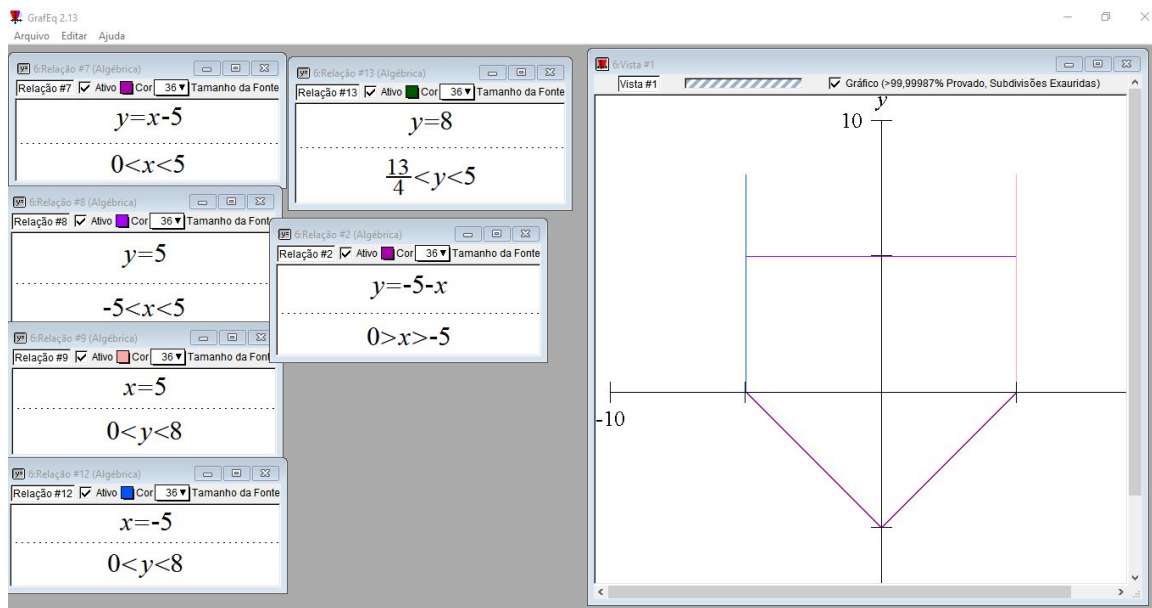 GrafEq 2.13
Arquivo Editar Ajuda
6:Relação #7 (Algébrica)
Relação #7 Ativo Cor 36 Tamanho da Fonte
y=x-5
0<x<5
6:Relação #8 (Algébrica)
Relação #8 Ativo Cor 36 Tamanho da Font
y=5
-5<x<5
6:Relação #9 (Algébrica)
Relação #9 Ativo Cor 36 Tamanho da Font
x=5
0<y<8
6:Relação #12 (Algébrica)
Relação #12 Ativo Cor 36 Tamanho da Fonte
x=-5
0<y<8
6:Relação #13 (Algébrica)
Relação #13 Ativo Cor 36 Tamanho da Fonte
y=8
13/4<y<5
6:Relação #2 (Algébrica)
Relação #2 Ativo Cor 36 Tamanho da Fonte
y=-5-x
0>x>-5
6:Vista #1
Vista #1 Gráfico (>99,99987% Provado, Subdivisões Exauridas)
y
10
-10